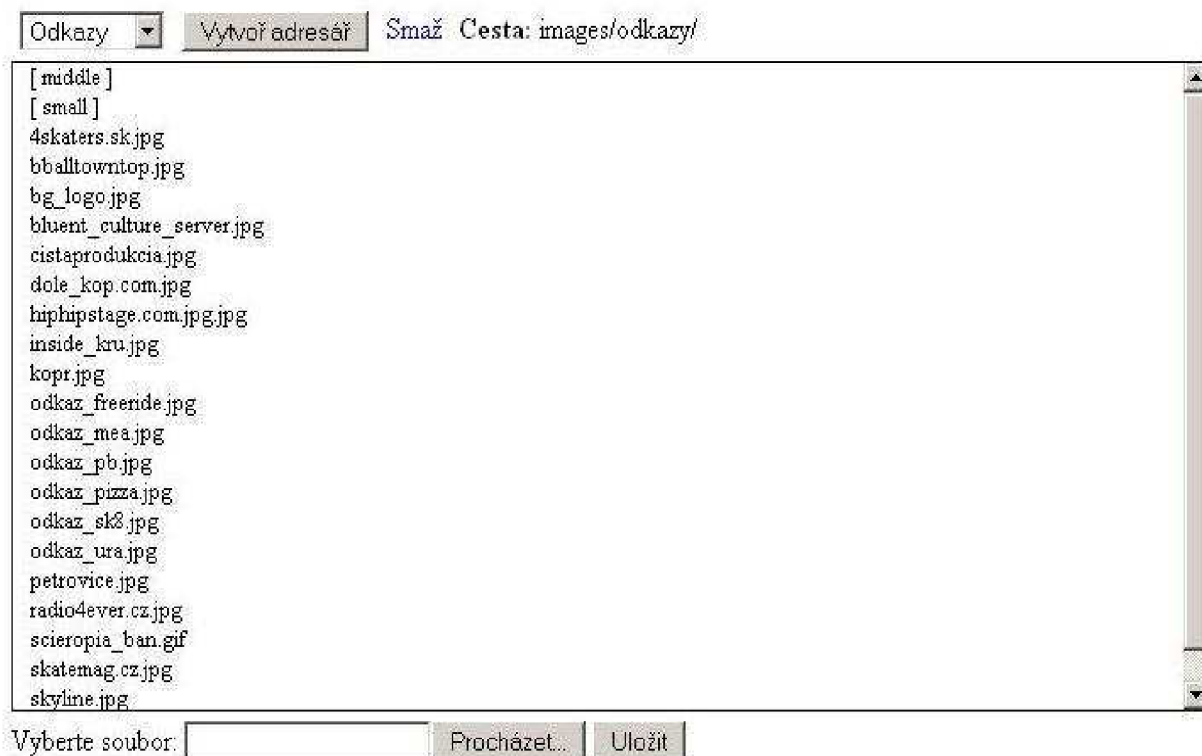 Odkazy Vytvoř adresář Smaž Cesta: images/odkazy/
[ middle ]
[ small ]
4skaters.sk.jpg
bballtowntop.jpg
bg_logo.jpg
bluent_culture_server.jpg
cistaprodukcia.jpg
dole_kop.com.jpg
hiphipstage.com.jpg.jpg
inside_kru.jpg
kopr.jpg
odkaz_freeride.jpg
odkaz_mea.jpg
odkaz_pb.jpg
odkaz_pizza.jpg
odkaz_sk8.jpg
odkaz_ura.jpg
petrovice.jpg
radio4ever.cz.jpg
scieropia_ban.gif
skatemag.cz.jpg
skyline.jpg
Vyberte soubor: Procházet... Uložit